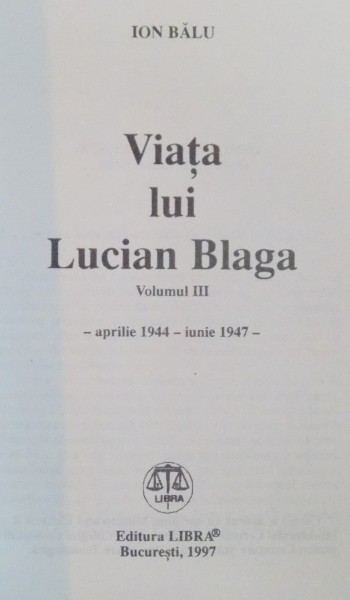 ION BĂLU
Viața
lui
Lucian Blaga
Volumul III
– aprilie 1944 – iunie 1947 –
LIBRA
Editura LIBRA®
București, 1997